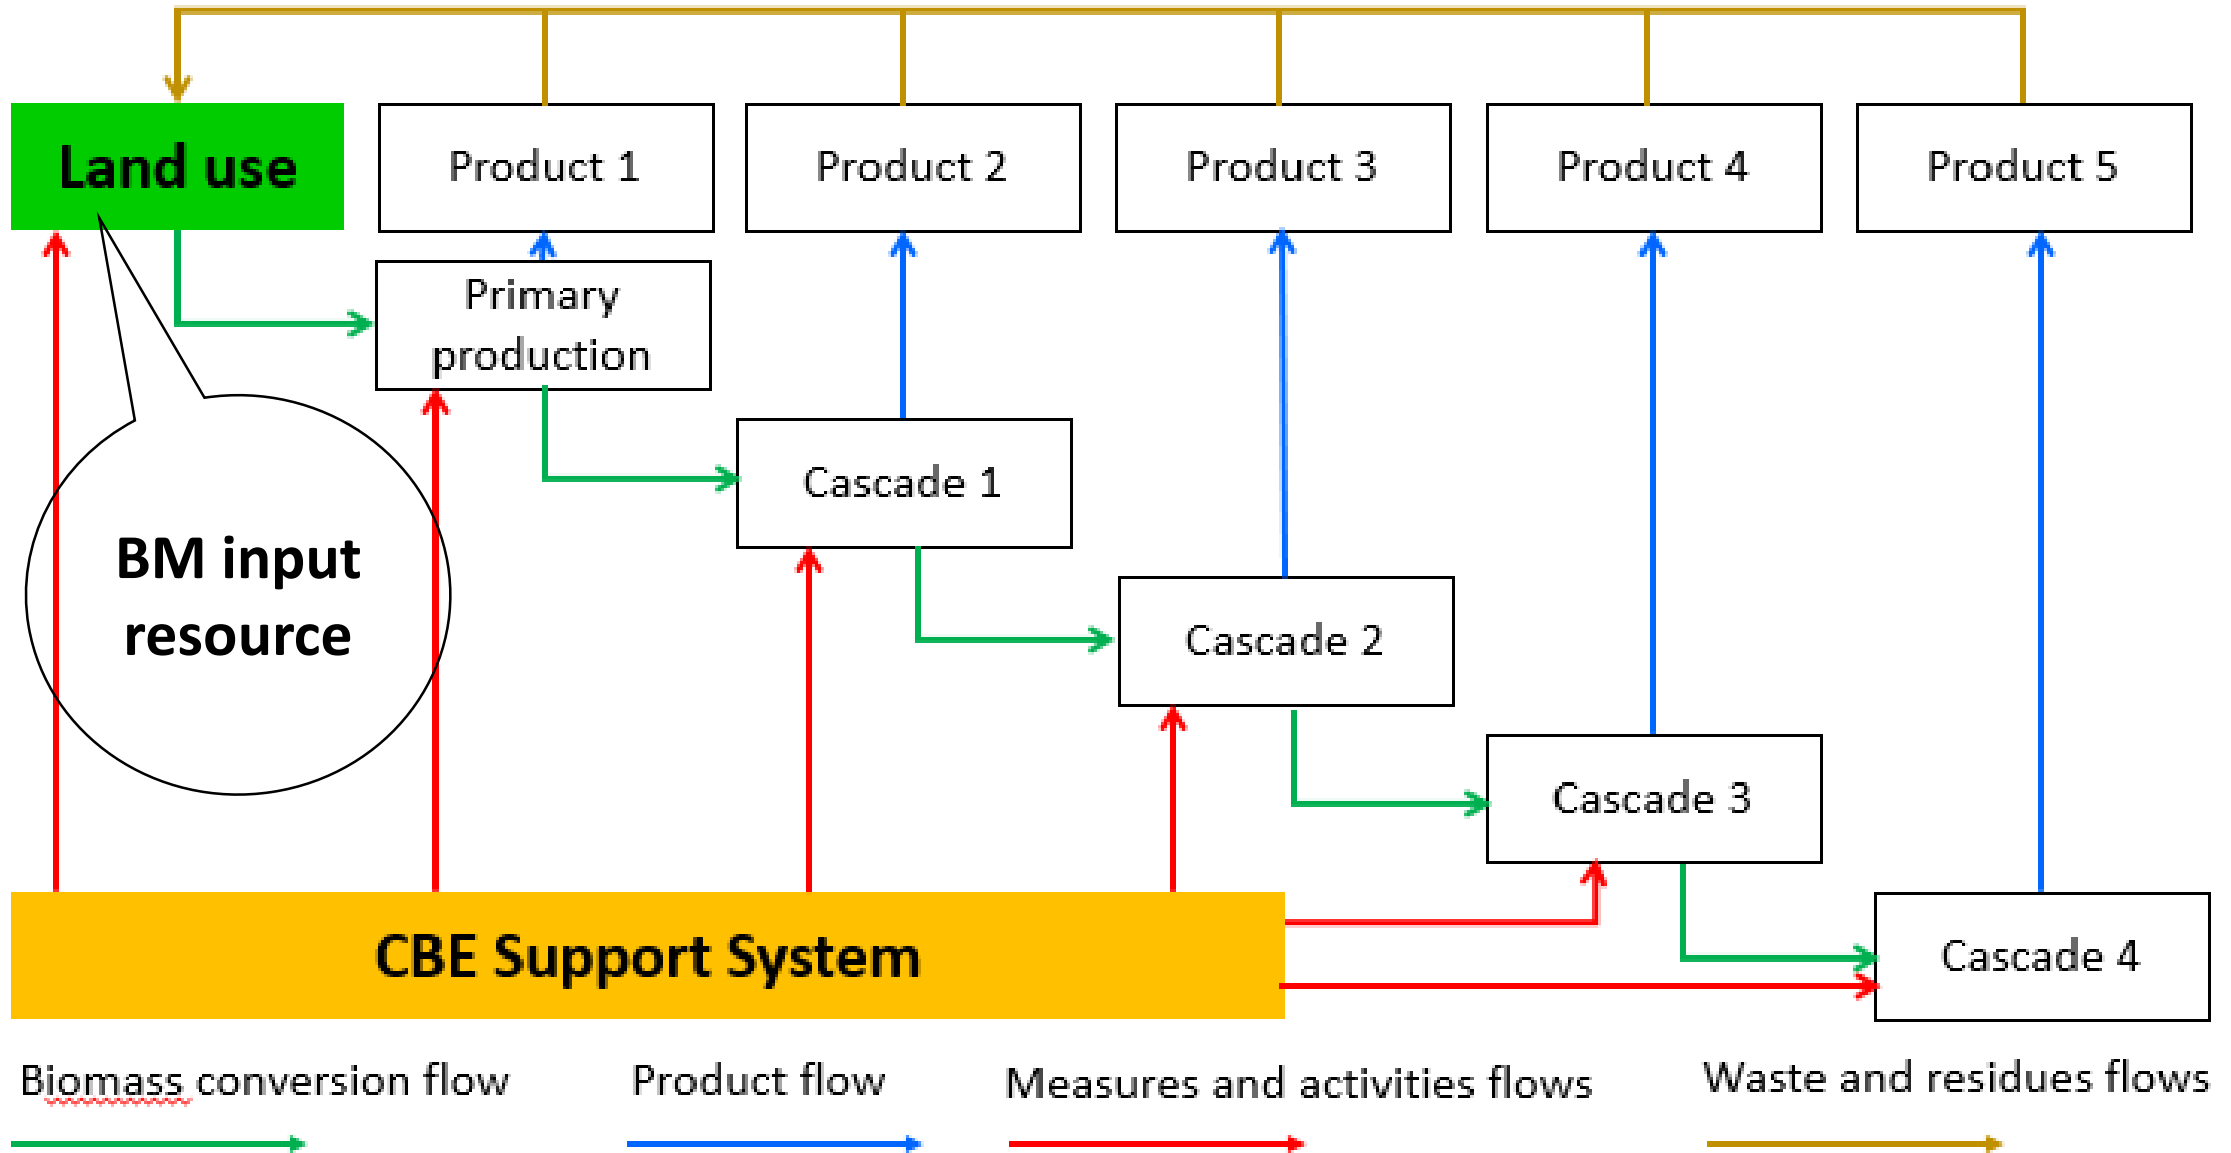 Land use
Product 1
Product 2
Product 3
Product 4
Product 5
Primary
production
Cascade 1
BM input
resource
Cascade 2
Cascade 3
CBE Support System
Cascade 4
Biomass conversion flow
Product flow
Measures and activities flows
Waste and residues flows